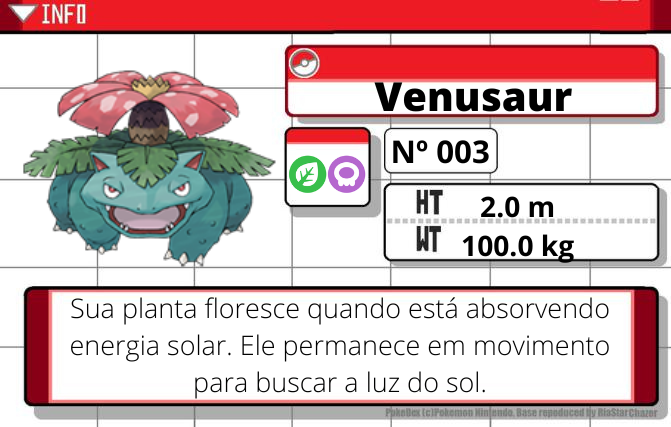 INFO
Venusaur
Nº 003
HT 2.0 m
WT 100.0 kg
Sua planta floresce quando está absorvendo
energia solar. Ele permanece em movimento
para buscar a luz do sol.
PokeDex (c)Pokemon Nintendo. Base repoduced by RiaStarChazer